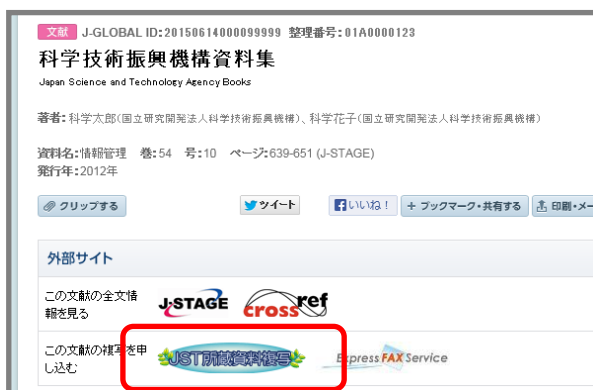 文献 J-GLOBAL ID:20150614000099999 整理番号:01A0000123
科学技術振興機構資料集
Japan Science and Technology Agency Books
著者:科学太郎(国立研究開発法人科学技術振興機構)、科学花子(国立研究開発法人科学技術振興機構)
資料名:情報管理 巻:54 号:10 ページ:639-651 (J-STAGE)
発行年:2012年
クリップする ツイート いいね! + ブックマーク・共有する 印刷・メー
外部サイト
この文献の全文情
報を見る
J-STAGE crossref
この文献の複写を申
し込む
JST所蔵資料複写 Express FAX Service